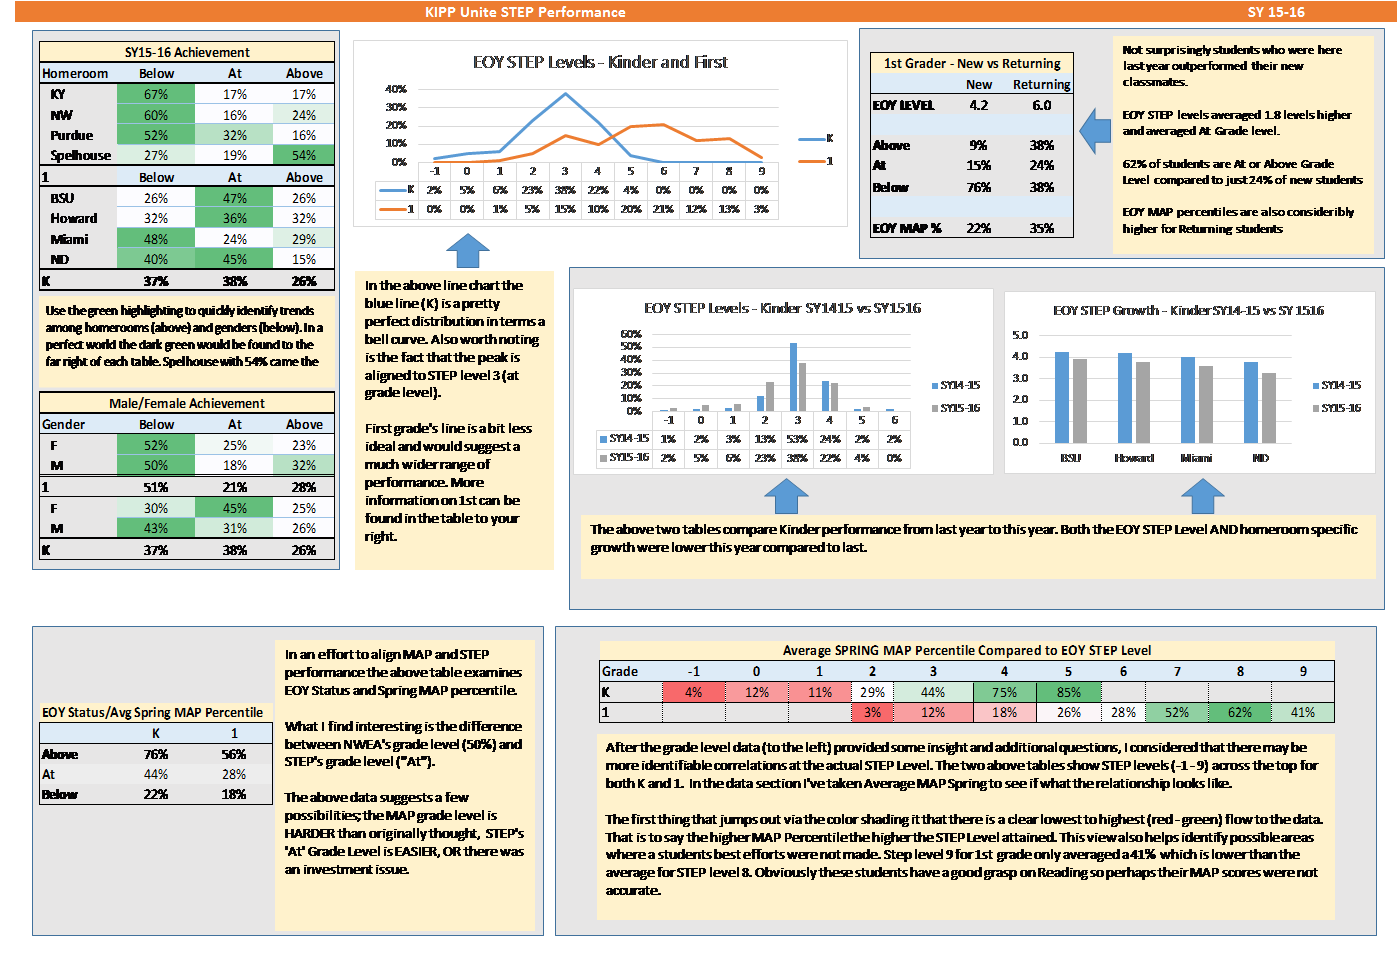 KIPP Unite STEP Performance SY 15-16
SY15-16 Achievement
Homeroom Below At Above
KY 67% 17% 17%
NW 60% 16% 24%
Purdue 52% 32% 16%
Spelhouse 27% 19% 54%
1 Below At Above
BSU 26% 47% 26%
Howard 32% 36% 32%
Miami 48% 24% 29%
ND 40% 45% 15%
K 37% 38% 26%
Use the green highlighting to quickly identify trends
among homerooms (above) and genders (below). In a
perfect world the dark green would be found to the
far right of each table. Spelhouse with 54% came the
Male/Female Achievement
Gender Below At Above
F 52% 25% 23%
M 50% 18% 32%
1 51% 21% 28%
F 30% 45% 25%
M 43% 31% 26%
K 37% 38% 26%
EOY STEP Levels - Kinder and First
40%
30%
20%
10%
0%
-1 0 1 2 3 4 5 6 7 8 9
K 2% 5% 6% 23% 38% 22% 4% 0% 0% 0% 0%
1 0% 0% 1% 5% 15% 10% 20% 21% 12% 13% 3%
K
1
In the above line chart the
blue line (K) is a pretty
perfect distribution in terms a
bell curve. Also worth noting
is the fact that the peak is
aligned to STEP level 3 (at
grade level).
First grade's line is a bit less
ideal and would suggest a
much wider range of
performance. More
information on 1st can be
found in the table to your
right.
1st Grader - New vs Returning
New Returning
EOY LEVEL 4.2 6.0
Above 9% 38%
At 15% 24%
Below 76% 38%
EOY MAP % 22% 35%
Not surprisingly students who were here
last year outperformed their new
classmates.
EOY STEP levels averaged 1.8 levels higher
and averaged At Grade level.
62% of students are At or Above Grade
Level compared to just 24% of new students
EOY MAP percentiles are also consideribly
higher for Returning students
EOY STEP Levels - Kinder SY1415 vs SY1516
60%
50%
40%
30%
20%
10%
0%
-1 0 1 2 3 4 5 6
SY14-15 1% 2% 3% 13% 53% 24% 2% 2%
SY15-16 2% 5% 6% 23% 38% 22% 4% 0%
SY14-15
SY15-16
EOY STEP Growth - Kinder SY14-15 vs SY 1516
5.0
4.0
3.0
2.0
1.0
0.0
BSU Howard Miami ND
SY14-15
SY15-16
The above two tables compare Kinder performance from last year to this year. Both the EOY STEP Level AND homeroom specific
growth were lower this year compared to last.
EOY Status/Avg Spring MAP Percentile
K 1
Above 76% 56%
At 44% 28%
Below 22% 18%
In an effort to align MAP and STEP
performance the above table examines
EOY Status and Spring MAP percentile.
What I find interesting is the difference
between NWEA's grade level (50%) and
STEP's grade level ("At").
The above data suggests a few
possibilities; the MAP grade level is
HARDER than originally thought, STEP's
'At' Grade Level is EASIER, OR there was
an investment issue.
Average SPRING MAP Percentile Compared to EOY STEP Level
Grade -1 0 1 2 3 4 5 6 7 8 9
K 4% 12% 11% 29% 44% 75% 85%
1 3% 12% 18% 26% 28% 52% 62% 41%
After the grade level data (to the left) provided some insight and additional questions, I considered that there may be
more identifiable correlations at the actual STEP Level. The two above tables show STEP levels (-1 - 9) across the top for
both K and 1. In the data section I've taken Average MAP Spring to see if what the relationship looks like.
The first thing that jumps out via the color shading it that there is a clear lowest to highest (red - green) flow to the data.
That is to say the higher MAP Percentile the higher the STEP Level attained. This view also helps identify possible areas
where a students best efforts were not made. Step level 9 for 1st grade only averaged a 41% which is lower than the
average for STEP level 8. Obviously these students have a good grasp on Reading so perhaps their MAP scores were not
accurate.